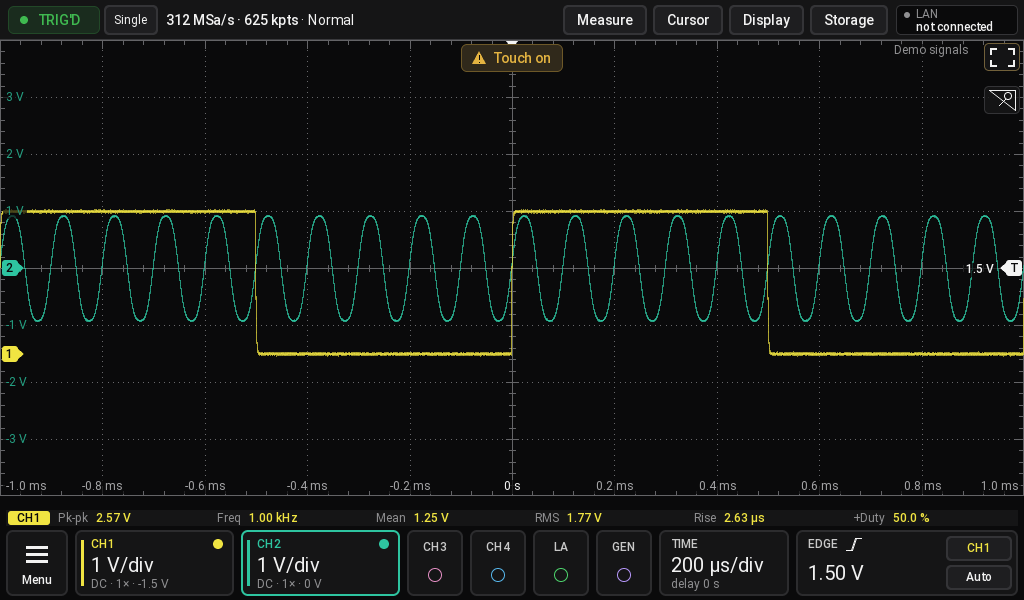 TRIG'D
Single
312 MSa/s · 625 kpts · Normal
Measure
Cursor
Display
Storage
LAN
not connected
Touch on
Demo signals
3 V
2 V
1 V
2
1.5 V
T
-1 V
1
-2 V
-3 V
-1.0 ms
-0.8 ms
-0.6 ms
-0.4 ms
-0.2 ms
0 s
0.2 ms
0.4 ms
0.6 ms
0.8 ms
1.0 ms
CH1 Pk-pk 2.57 V Freq 1.00 kHz Mean 1.25 V RMS 1.77 V Rise 2.63 µs +Duty 50.0 %
Menu
CH1
1 V/div
DC · 1× · -1.5 V
CH2
1 V/div
DC · 1× · 0 V
CH3
CH4
LA
GEN
TIME
200 µs/div
delay 0 s
EDGE
1.50 V
CH1
Auto